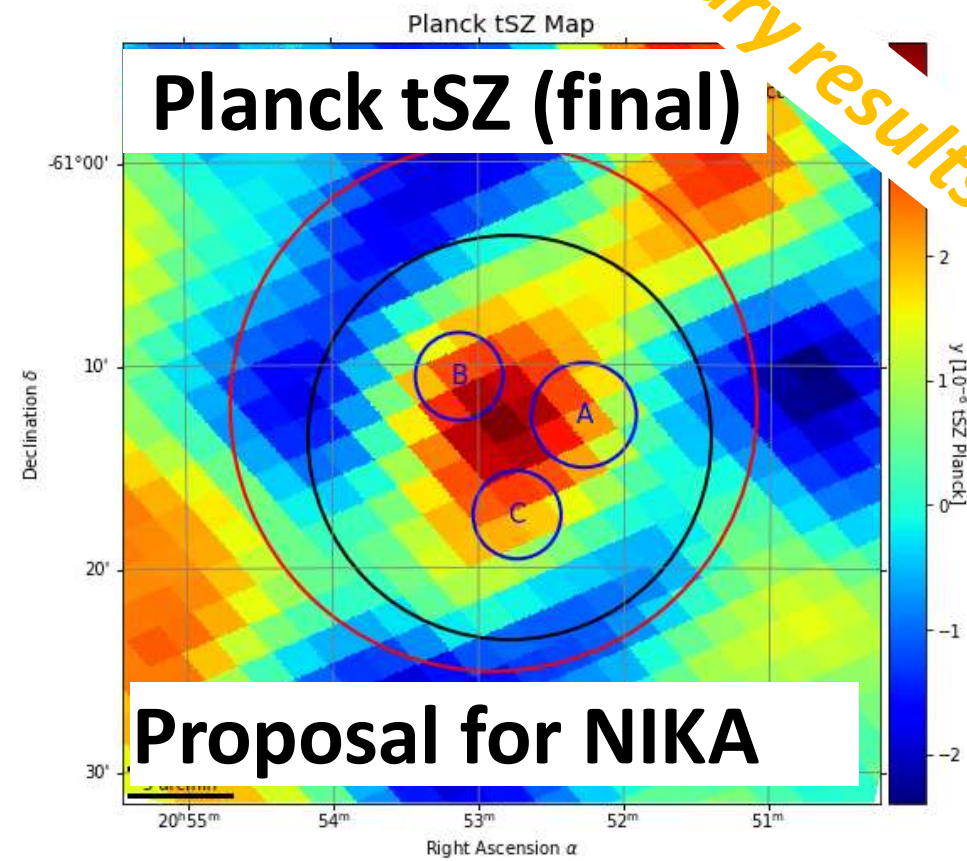 Planck tSZ Map
Planck tSZ (final)
ary results
-61°00'
10'
20'
30'
Declination δ
B
A
C
2
1
0
−1
−2
y [10⁻⁶ tSZ Planck]
Proposal for NIKA
20ʰ55ᵐ
54ᵐ
53ᵐ
52ᵐ
51ᵐ
Right Ascension α